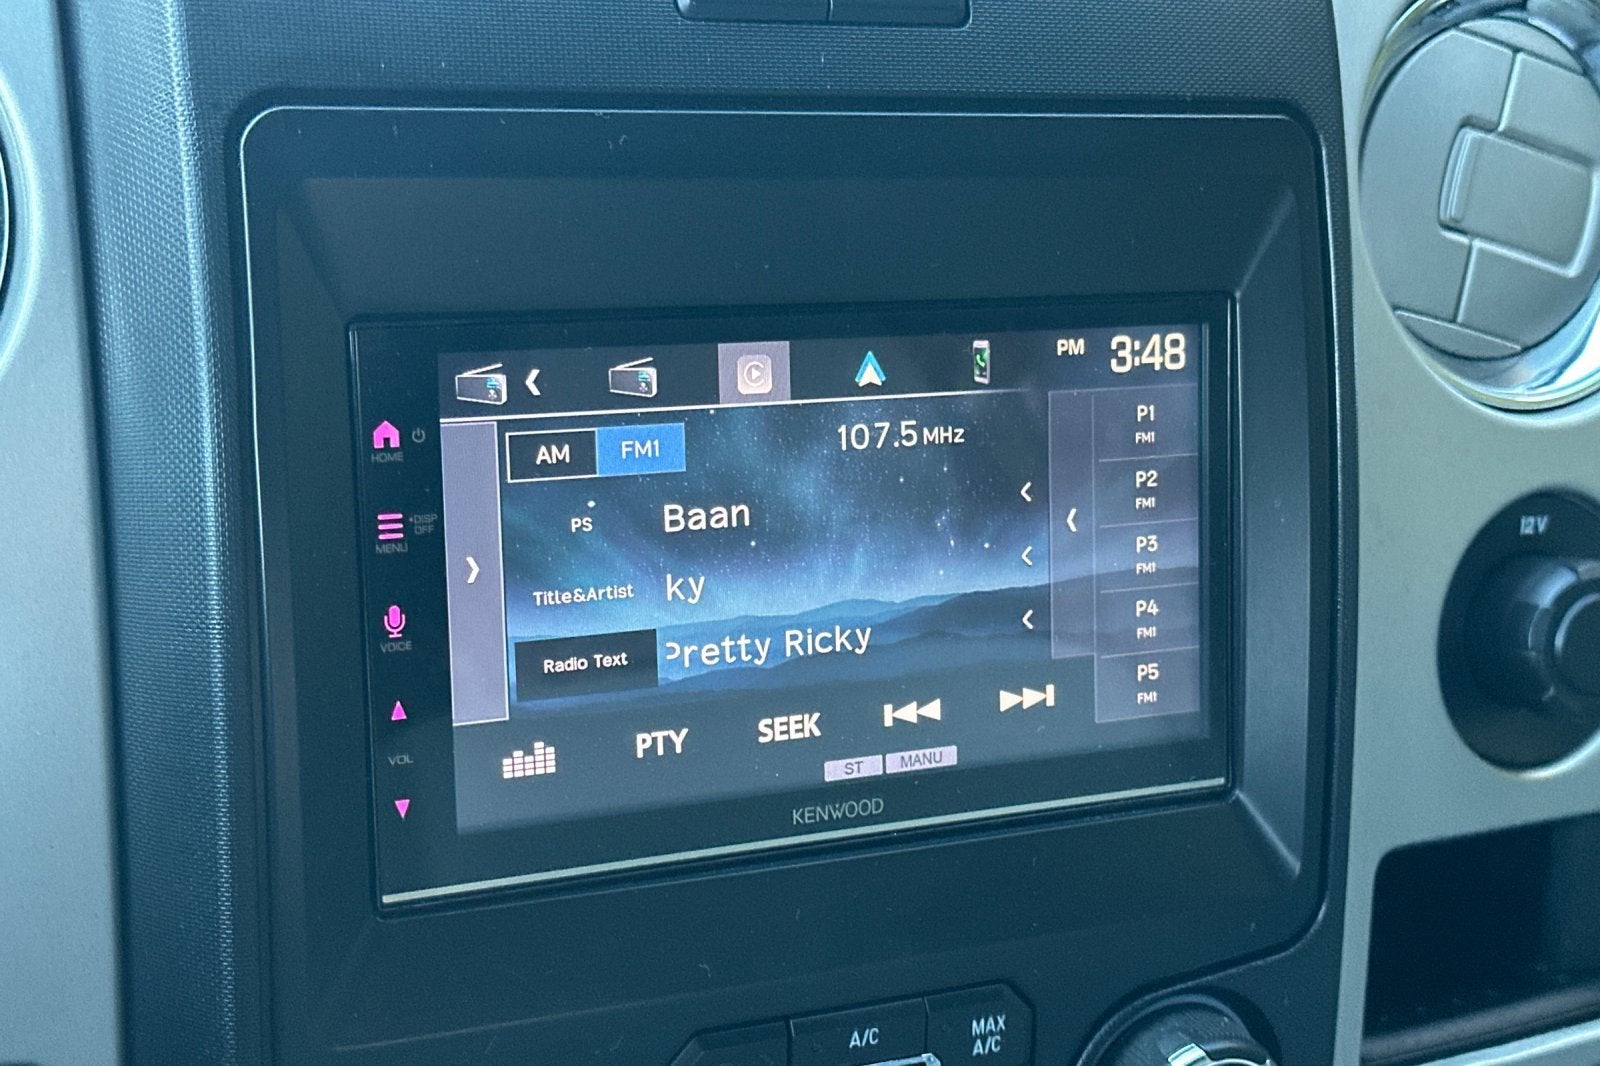 PM 3:48
AM FM1 107.5 MHz
P1
FM1
HOME
PS Baan
P2
FM1
DISP
OFF
MENU
12V
P3
FM1
Title&Artist ky
P4
FM1
VOICE
Radio Text Pretty Ricky
P5
FM1
VOL
PTY SEEK
ST MANU
KENWOOD
A/C
MAX
A/C